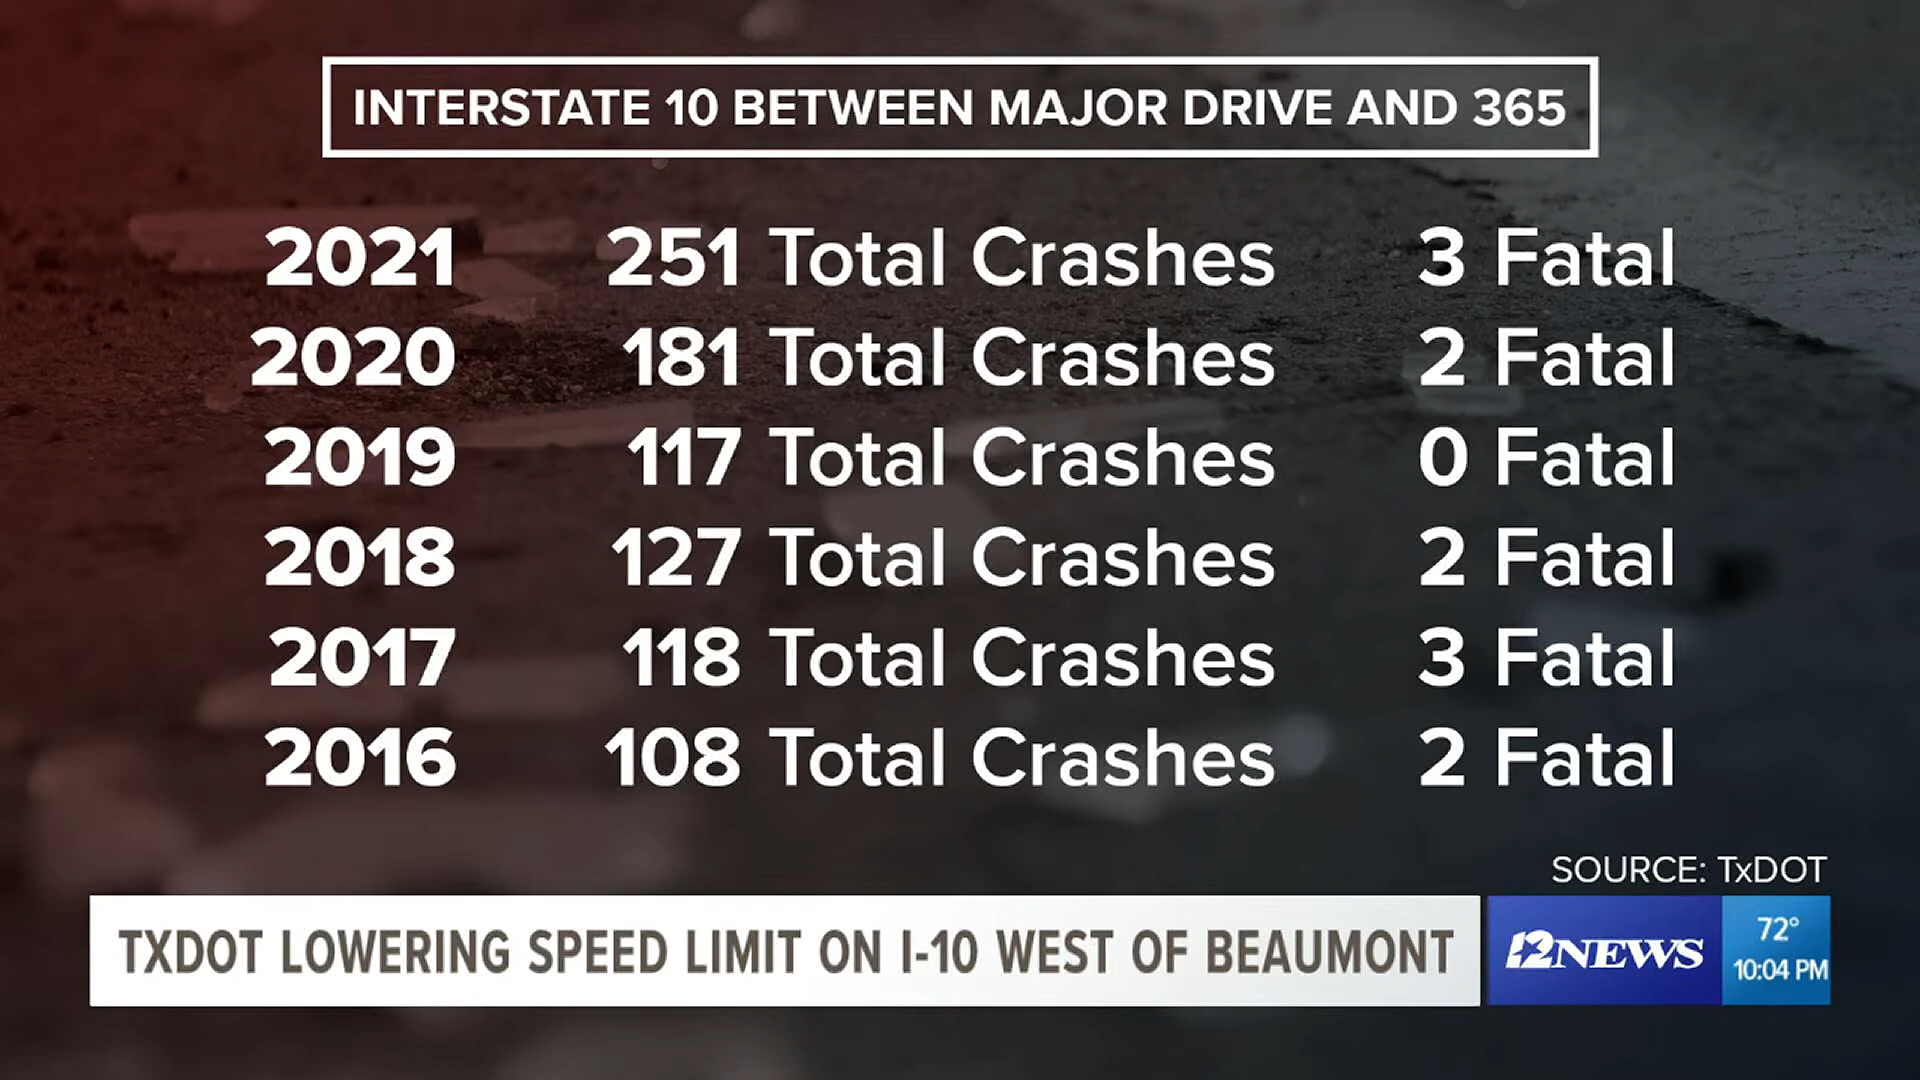 INTERSTATE 10 BETWEEN MAJOR DRIVE AND 365
2021 251 Total Crashes 3 Fatal
2020 181 Total Crashes 2 Fatal
2019 117 Total Crashes 0 Fatal
2018 127 Total Crashes 2 Fatal
2017 118 Total Crashes 3 Fatal
2016 108 Total Crashes 2 Fatal
SOURCE: TxDOT
TXDOT LOWERING SPEED LIMIT ON I-10 WEST OF BEAUMONT
12NEWS
72°
10:04 PM